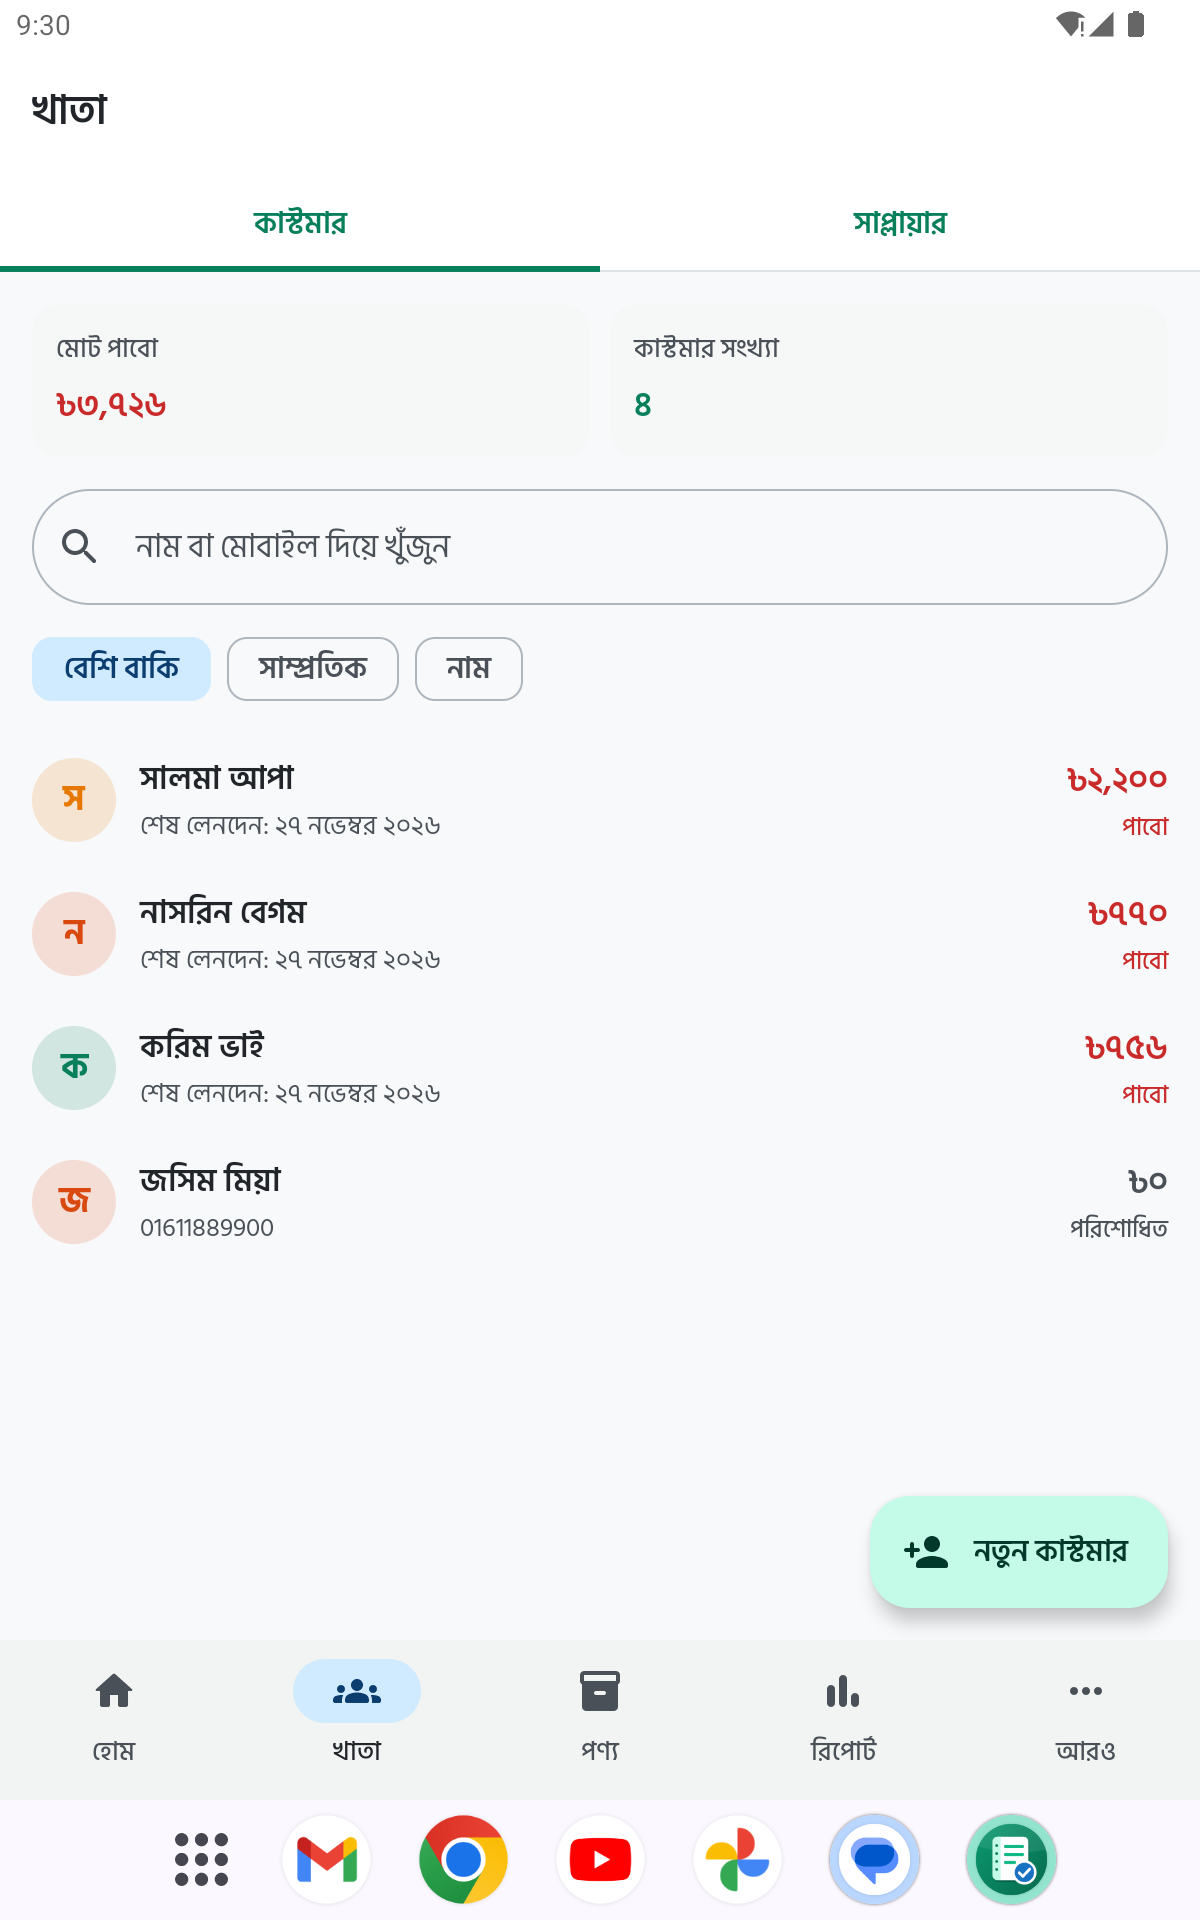 9:30
খাতা
কাস্টমার
সাপ্লায়ার
মোট পাবো
৳৩,৭২৬
কাস্টমার সংখ্যা
৪
নাম বা মোবাইল দিয়ে খুঁজুন
বেশি বাকি
সাম্প্রতিক
নাম
স
সালমা আপা
শেষ লেনদেন: ২৭ নভেম্বর ২০২৬
৳২,২০০
পাবো
ন
নাসরিন বেগম
শেষ লেনদেন: ২৭ নভেম্বর ২০২৬
৳৭৭০
পাবো
ক
করিম ভাই
শেষ লেনদেন: ২৭ নভেম্বর ২০২৬
৳৭৫৬
পাবো
জ
জসিম মিয়া
01611889900
৳০
পরিশোধিত
নতুন কাস্টমার
হোম
খাতা
পণ্য
রিপোর্ট
আরও